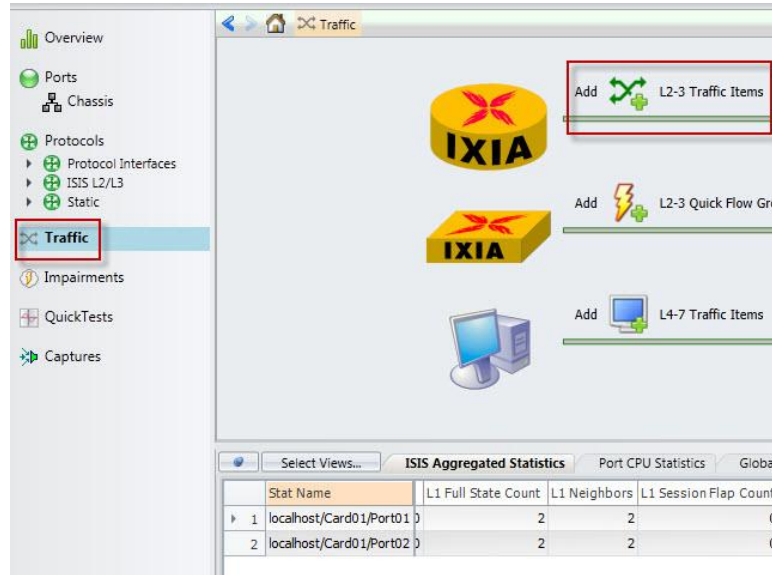 Overview
Ports
Chassis
Protocols
Protocol Interfaces
ISIS L2/L3
Static
Traffic
Impairments
QuickTests
Captures
Traffic
IXIA
Add L2-3 Traffic Items
IXIA
Add L2-3 Quick Flow Gr
Add L4-7 Traffic Items
Select Views... ISIS Aggregated Statistics Port CPU Statistics Globa
Stat Name L1 Full State Count L1 Neighbors L1 Session Flap Count
1 localhost/Card01/Port01 2 2
2 localhost/Card01/Port02 2 2